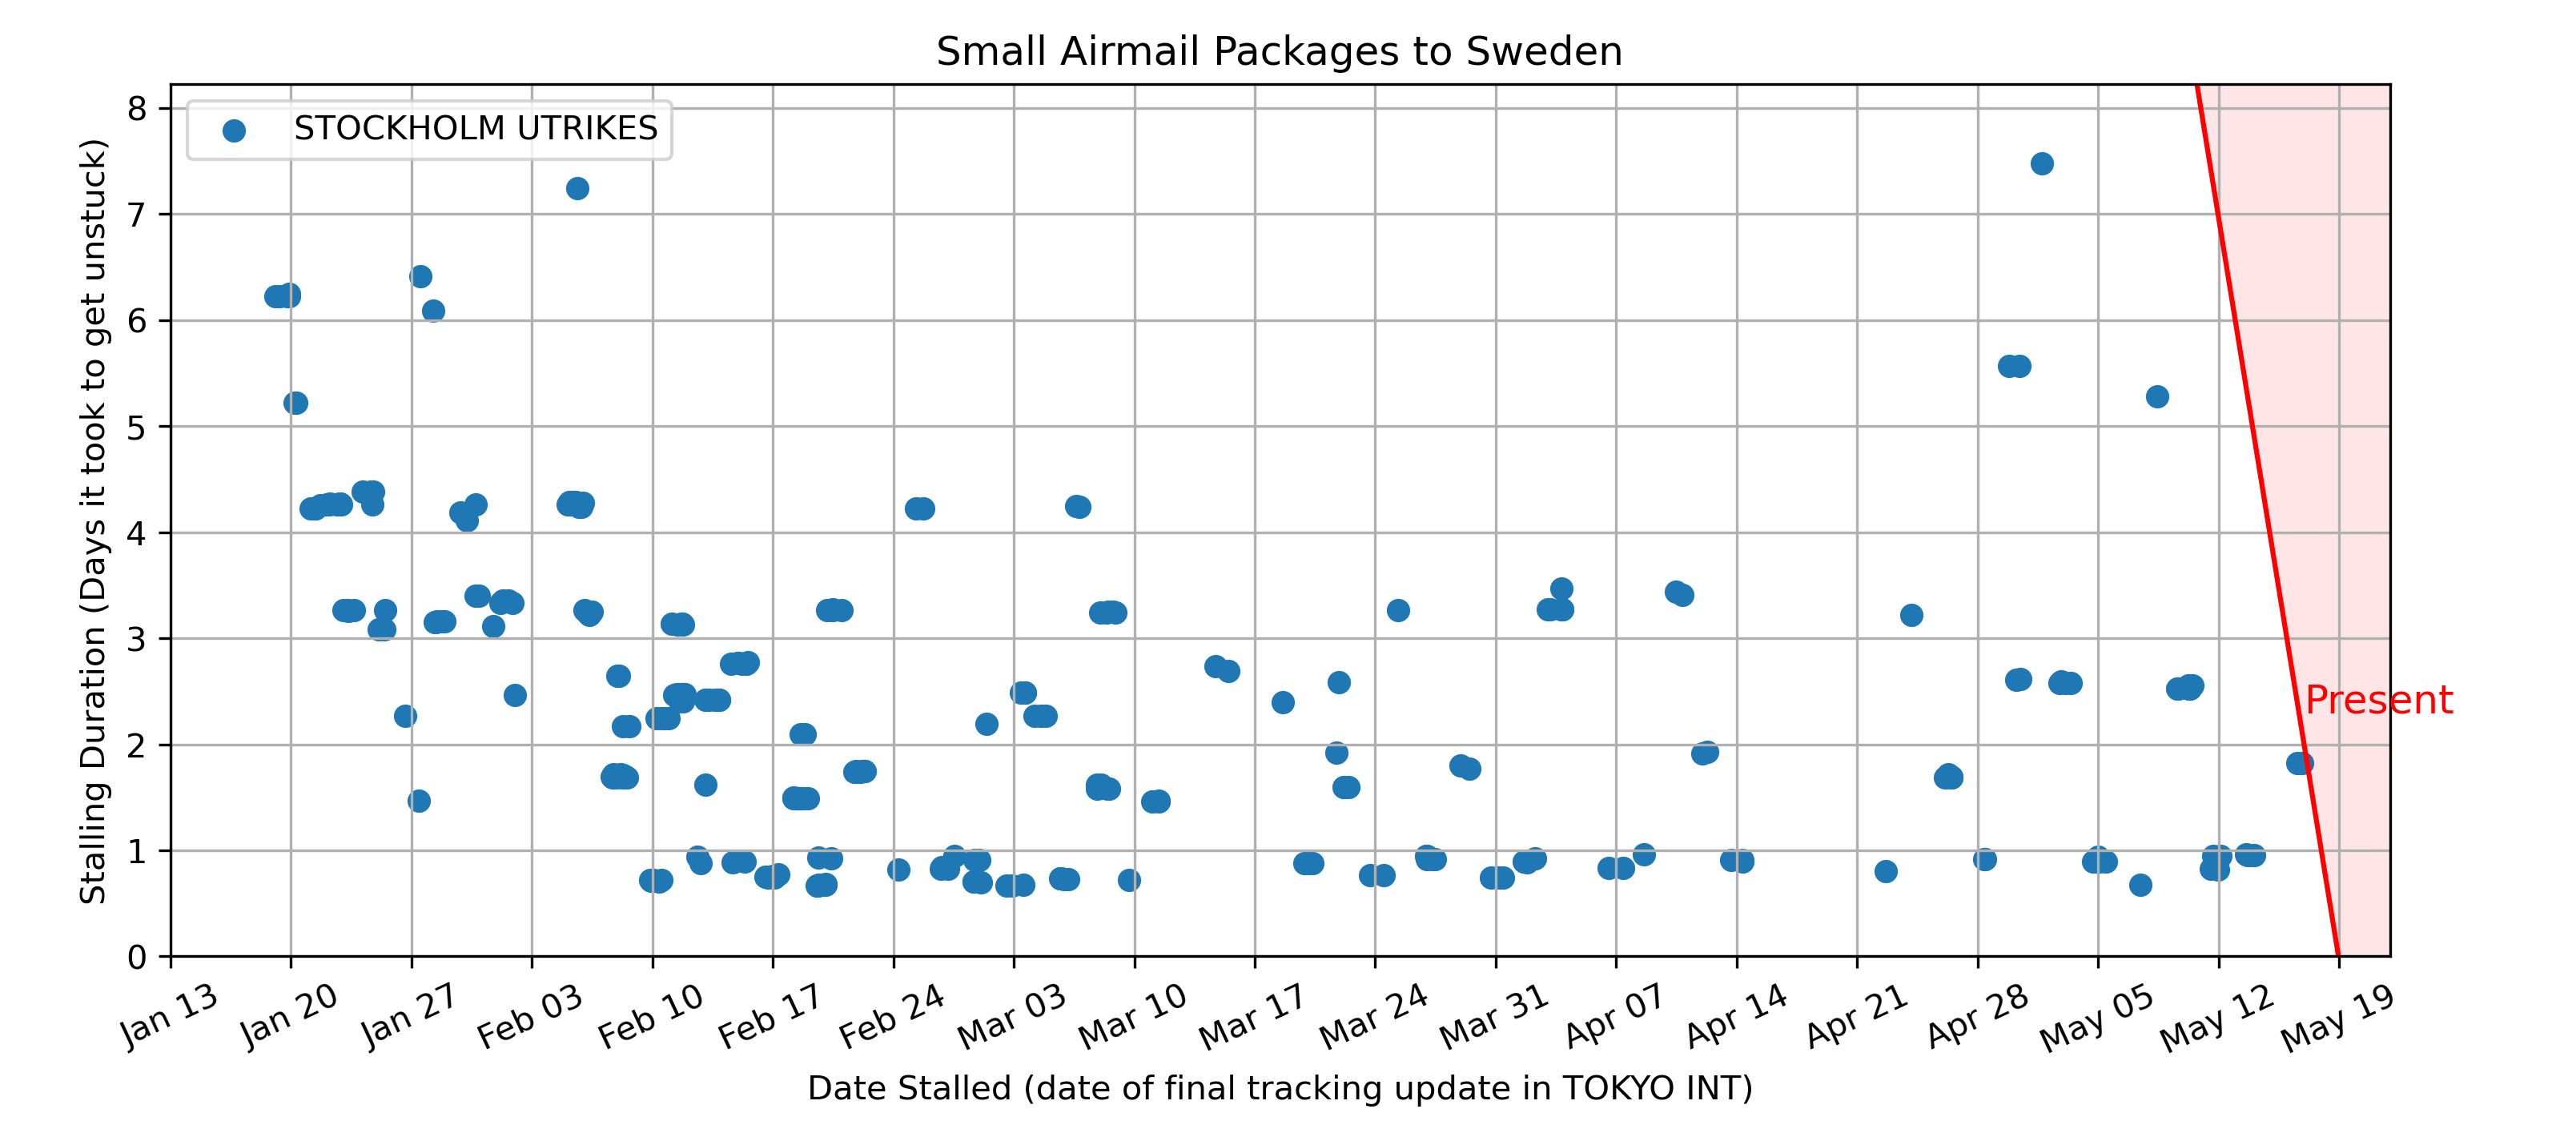 Small Airmail Packages to Sweden
STOCKHOLM UTRIKES
Stalling Duration (Days it took to get unstuck)
8
7
6
5
4
3
2
1
0
Present
Jan 13
Jan 20
Jan 27
Feb 03
Feb 10
Feb 17
Feb 24
Mar 03
Mar 10
Mar 17
Mar 24
Mar 31
Apr 07
Apr 14
Apr 21
Apr 28
May 05
May 12
May 19
Date Stalled (date of final tracking update in TOKYO INT)